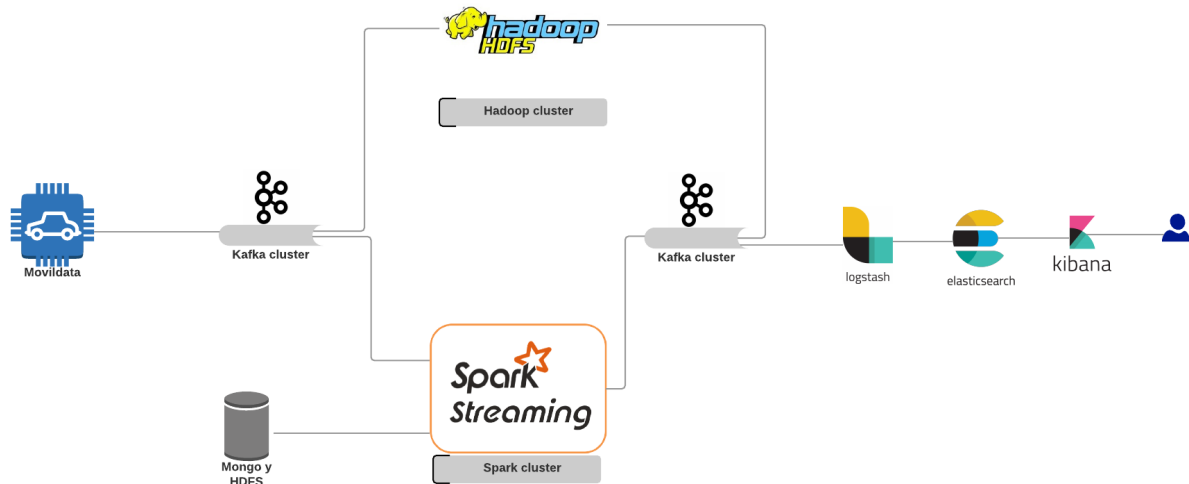 hadoop
HDFS
Hadoop cluster
Movildata
Kafka cluster
Kafka cluster
logstash
elasticsearch
kibana
Spark
Streaming
Mongo y
HDFS
Spark cluster